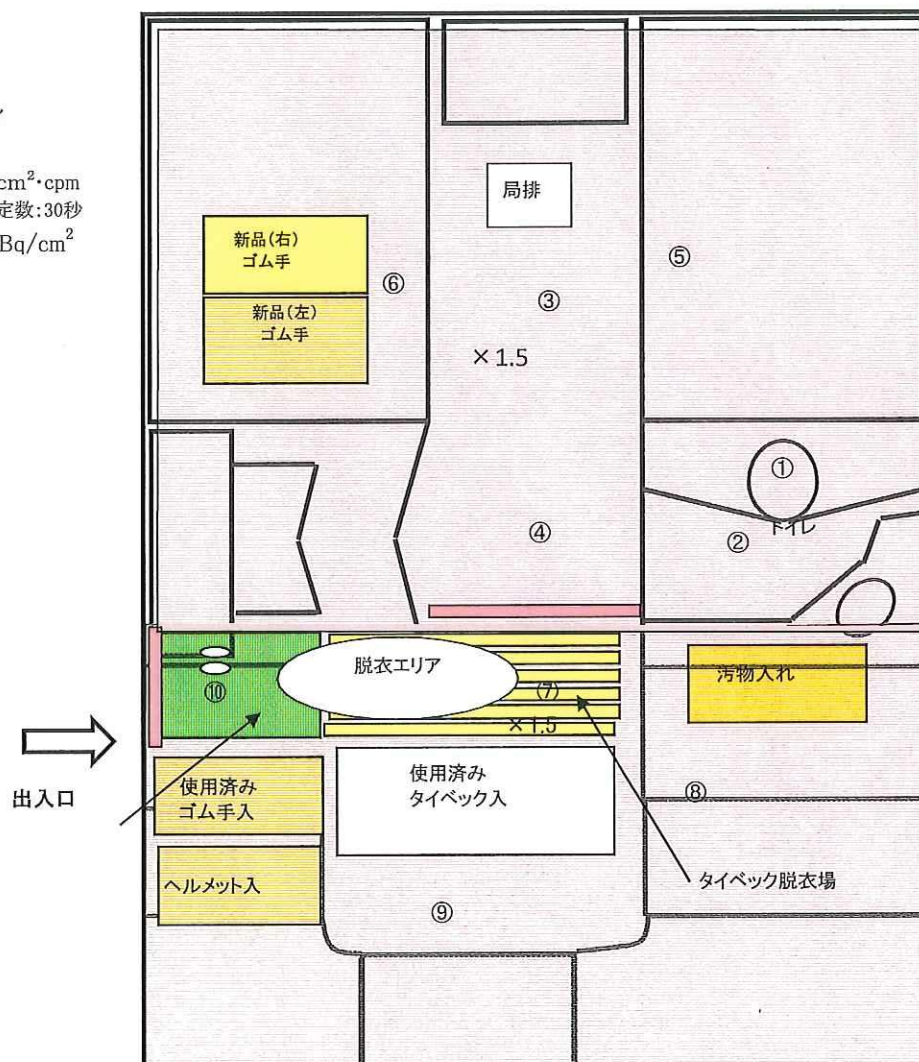 cm²・cpm
定数:30秒
Bq/cm²
局排
新品(右)
ゴム手
新品(左)
ゴム手
⑥
③
⑤
×1.5
①
トイレ
②
④
脱衣エリア
⑩
⑦
×1.5
汚物入れ
出入口
使用済み
ゴム手入
使用済み
タイベック入
⑧
ヘルメット入
タイベック脱衣場
⑨